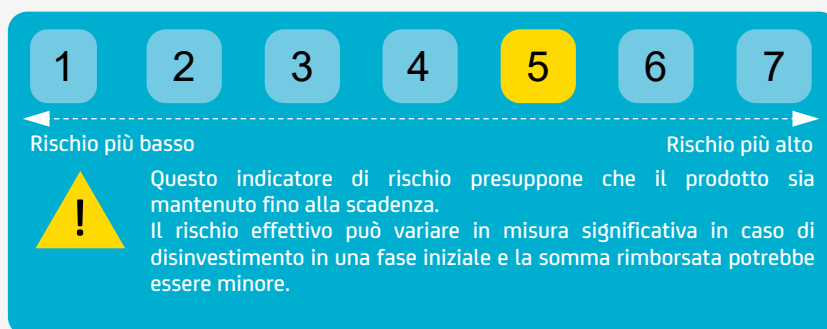 1 2 3 4 5 6 7
Rischio più basso Rischio più alto
!
Questo indicatore di rischio presuppone che il prodotto sia
mantenuto fino alla scadenza.
Il rischio effettivo può variare in misura significativa in caso di
disinvestimento in una fase iniziale e la somma rimborsata potrebbe
essere minore.